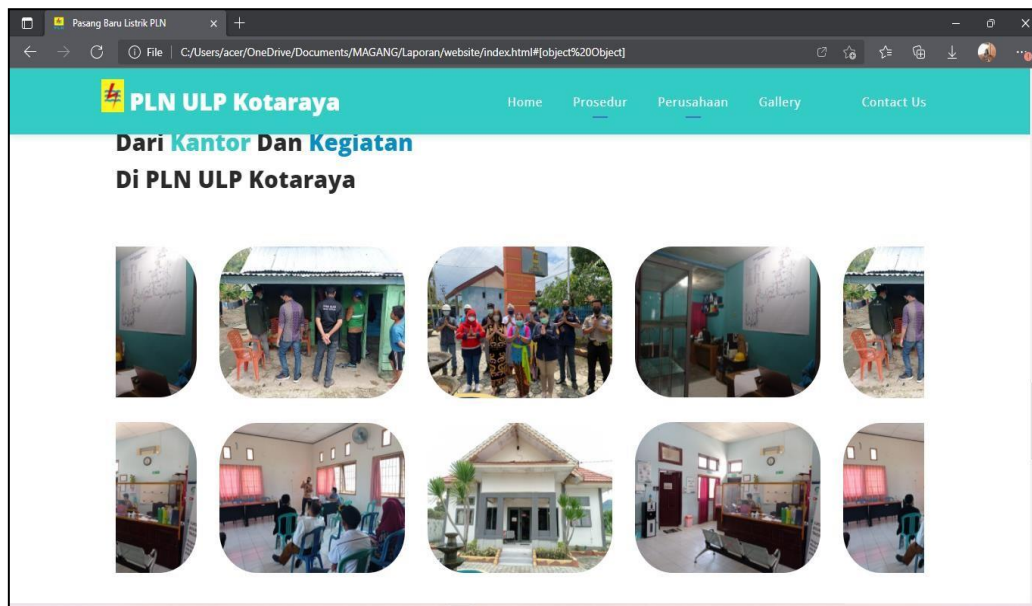 Pasang Baru Listrik PLN
File | C:/Users/acer/OneDrive/Documents/MAGANG/Laporan/website/index.html#[object%20Object]
PLN ULP Kotaraya Home Prosedur Perusahaan Gallery Contact Us
Dari Kantor Dan Kegiatan
Di PLN ULP Kotaraya